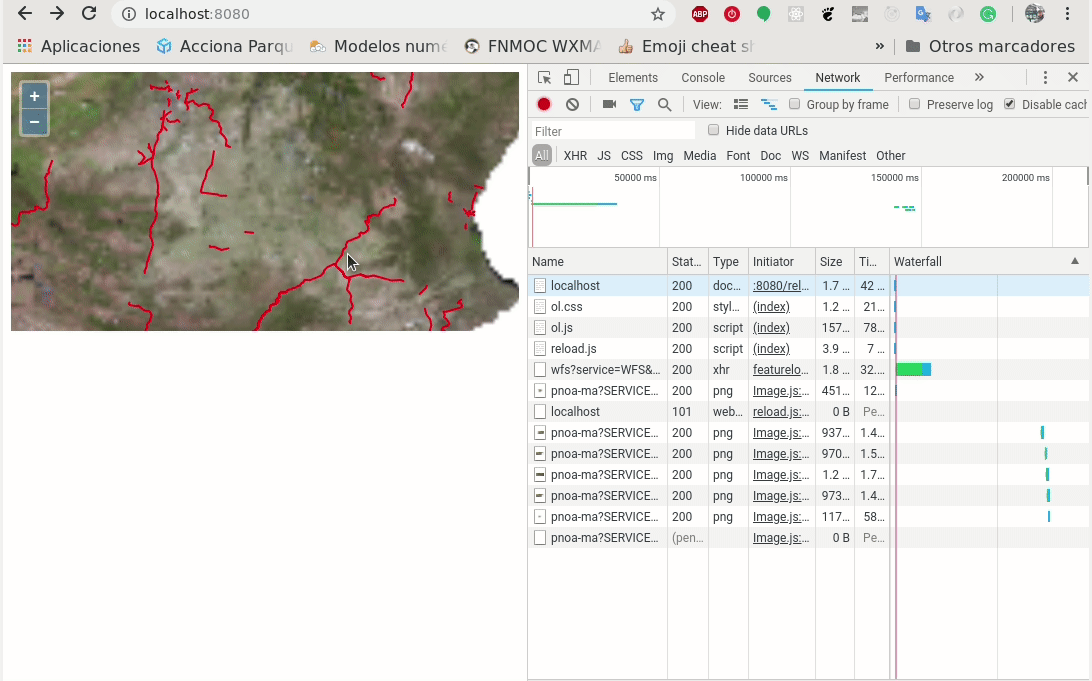 localhost:8080
ABP
Aplicaciones Acciona Parqu Modelos nume FNMOC WXMA Emoji cheat sh » Otros marcadores
+
−
Elements Console Sources Network Performance »
View: Group by frame Preserve log Disable cach
Filter Hide data URLs
All XHR JS CSS Img Media Font Doc WS Manifest Other
50000 ms 100000 ms 150000 ms 200000 ms
Name Stat... Type Initiator Size Ti... Waterfall
localhost 200 doc... :8080/rel... 1.7 ... 42 ...
ol.css 200 styl... (index) 1.2 ... 21...
ol.js 200 script (index) 157... 78...
reload.js 200 script (index) 3.9 ... 7 ...
wfs?service=WFS&... 200 xhr featurelo... 1.8 ... 32....
pnoa-ma?SERVICE... 200 png Image.js:... 451... 12...
localhost 101 web... reload.js:... 0 B Pe...
pnoa-ma?SERVICE... 200 png Image.js:... 937... 1.4...
pnoa-ma?SERVICE... 200 png Image.js:... 970... 1.5...
pnoa-ma?SERVICE... 200 png Image.js:... 1.2 ... 1.7...
pnoa-ma?SERVICE... 200 png Image.js:... 973... 1.4...
pnoa-ma?SERVICE... 200 png Image.js:... 117... 58...
pnoa-ma?SERVICE... (pen... Image.js:... 0 B Pe...